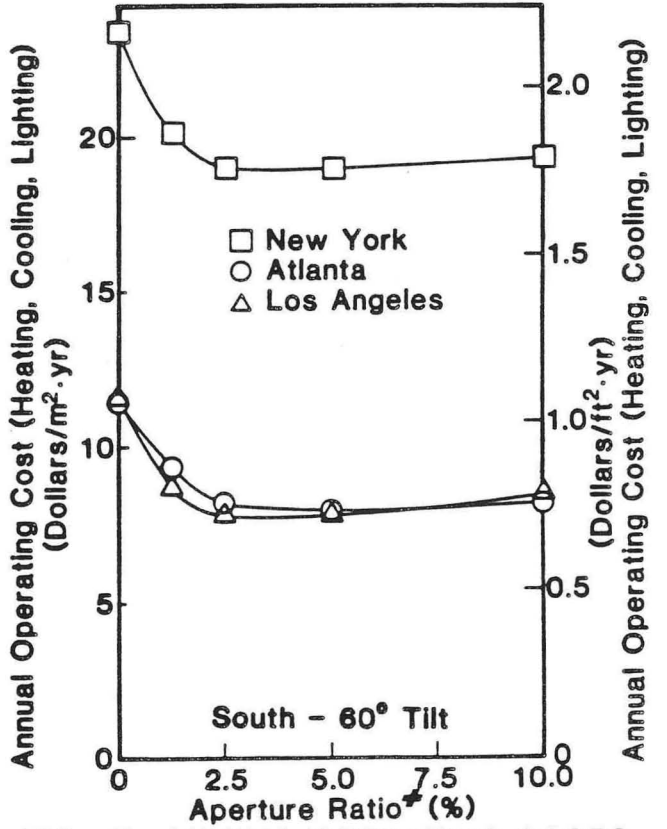 Annual Operating Cost (Heating, Cooling, Lighting)
(Dollars/m²·yr)
20
15
10
5
0
□ New York
○ Atlanta
△ Los Angeles
South - 60° Tilt
2.0
1.5
1.0
0.5
0
(Dollars/ft²·yr)
Annual Operating Cost (Heating, Cooling, Lighting)
0 2.5 5.0 7.5 10.0
Aperture Ratio* (%)